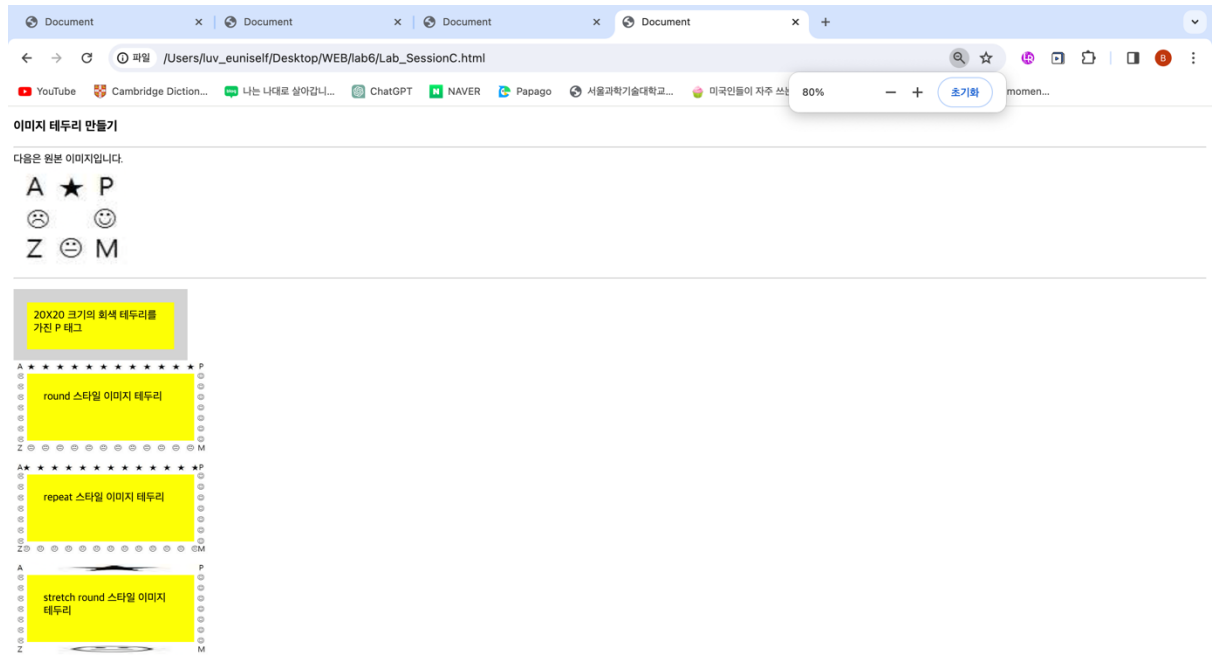 Document Document Document Document
파일 /Users/luv_euniself/Desktop/WEB/lab6/Lab_SessionC.html
YouTube Cambridge Diction... 나는 나대로 살아갑니... ChatGPT NAVER Papago 서울과학기술대학교... 미국인들이 자주 쓰는 momen...
80% 초기화
이미지 테두리 만들기
다음은 원본 이미지입니다.
A ★ P
Z M
20X20 크기의 회색 테두리를
가진 P 태그
A ★ ★ ★ ★ ★ ★ ★ ★ ★ ★ ★ ★ P
round 스타일 이미지 테두리
Z M
A★ ★ ★ ★ ★ ★ ★ ★ ★ ★ ★ ★ ★P
repeat 스타일 이미지 테두리
Z M
A P
stretch round 스타일 이미지
테두리
Z M